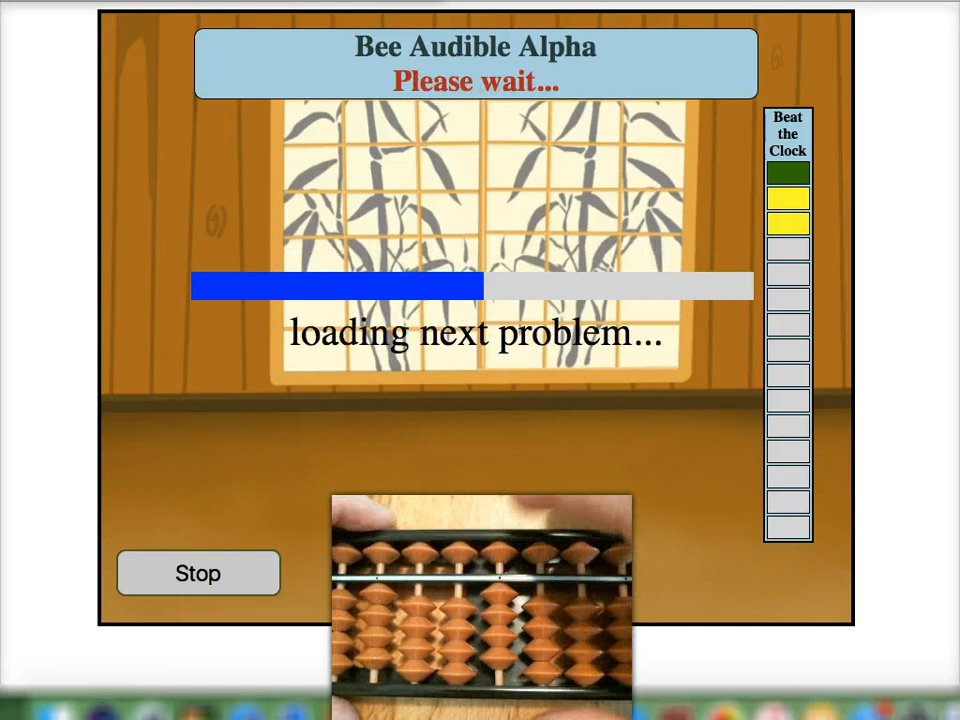 Bee Audible Alpha
Please wait...
Beat
the
Clock
loading next problem...
Stop